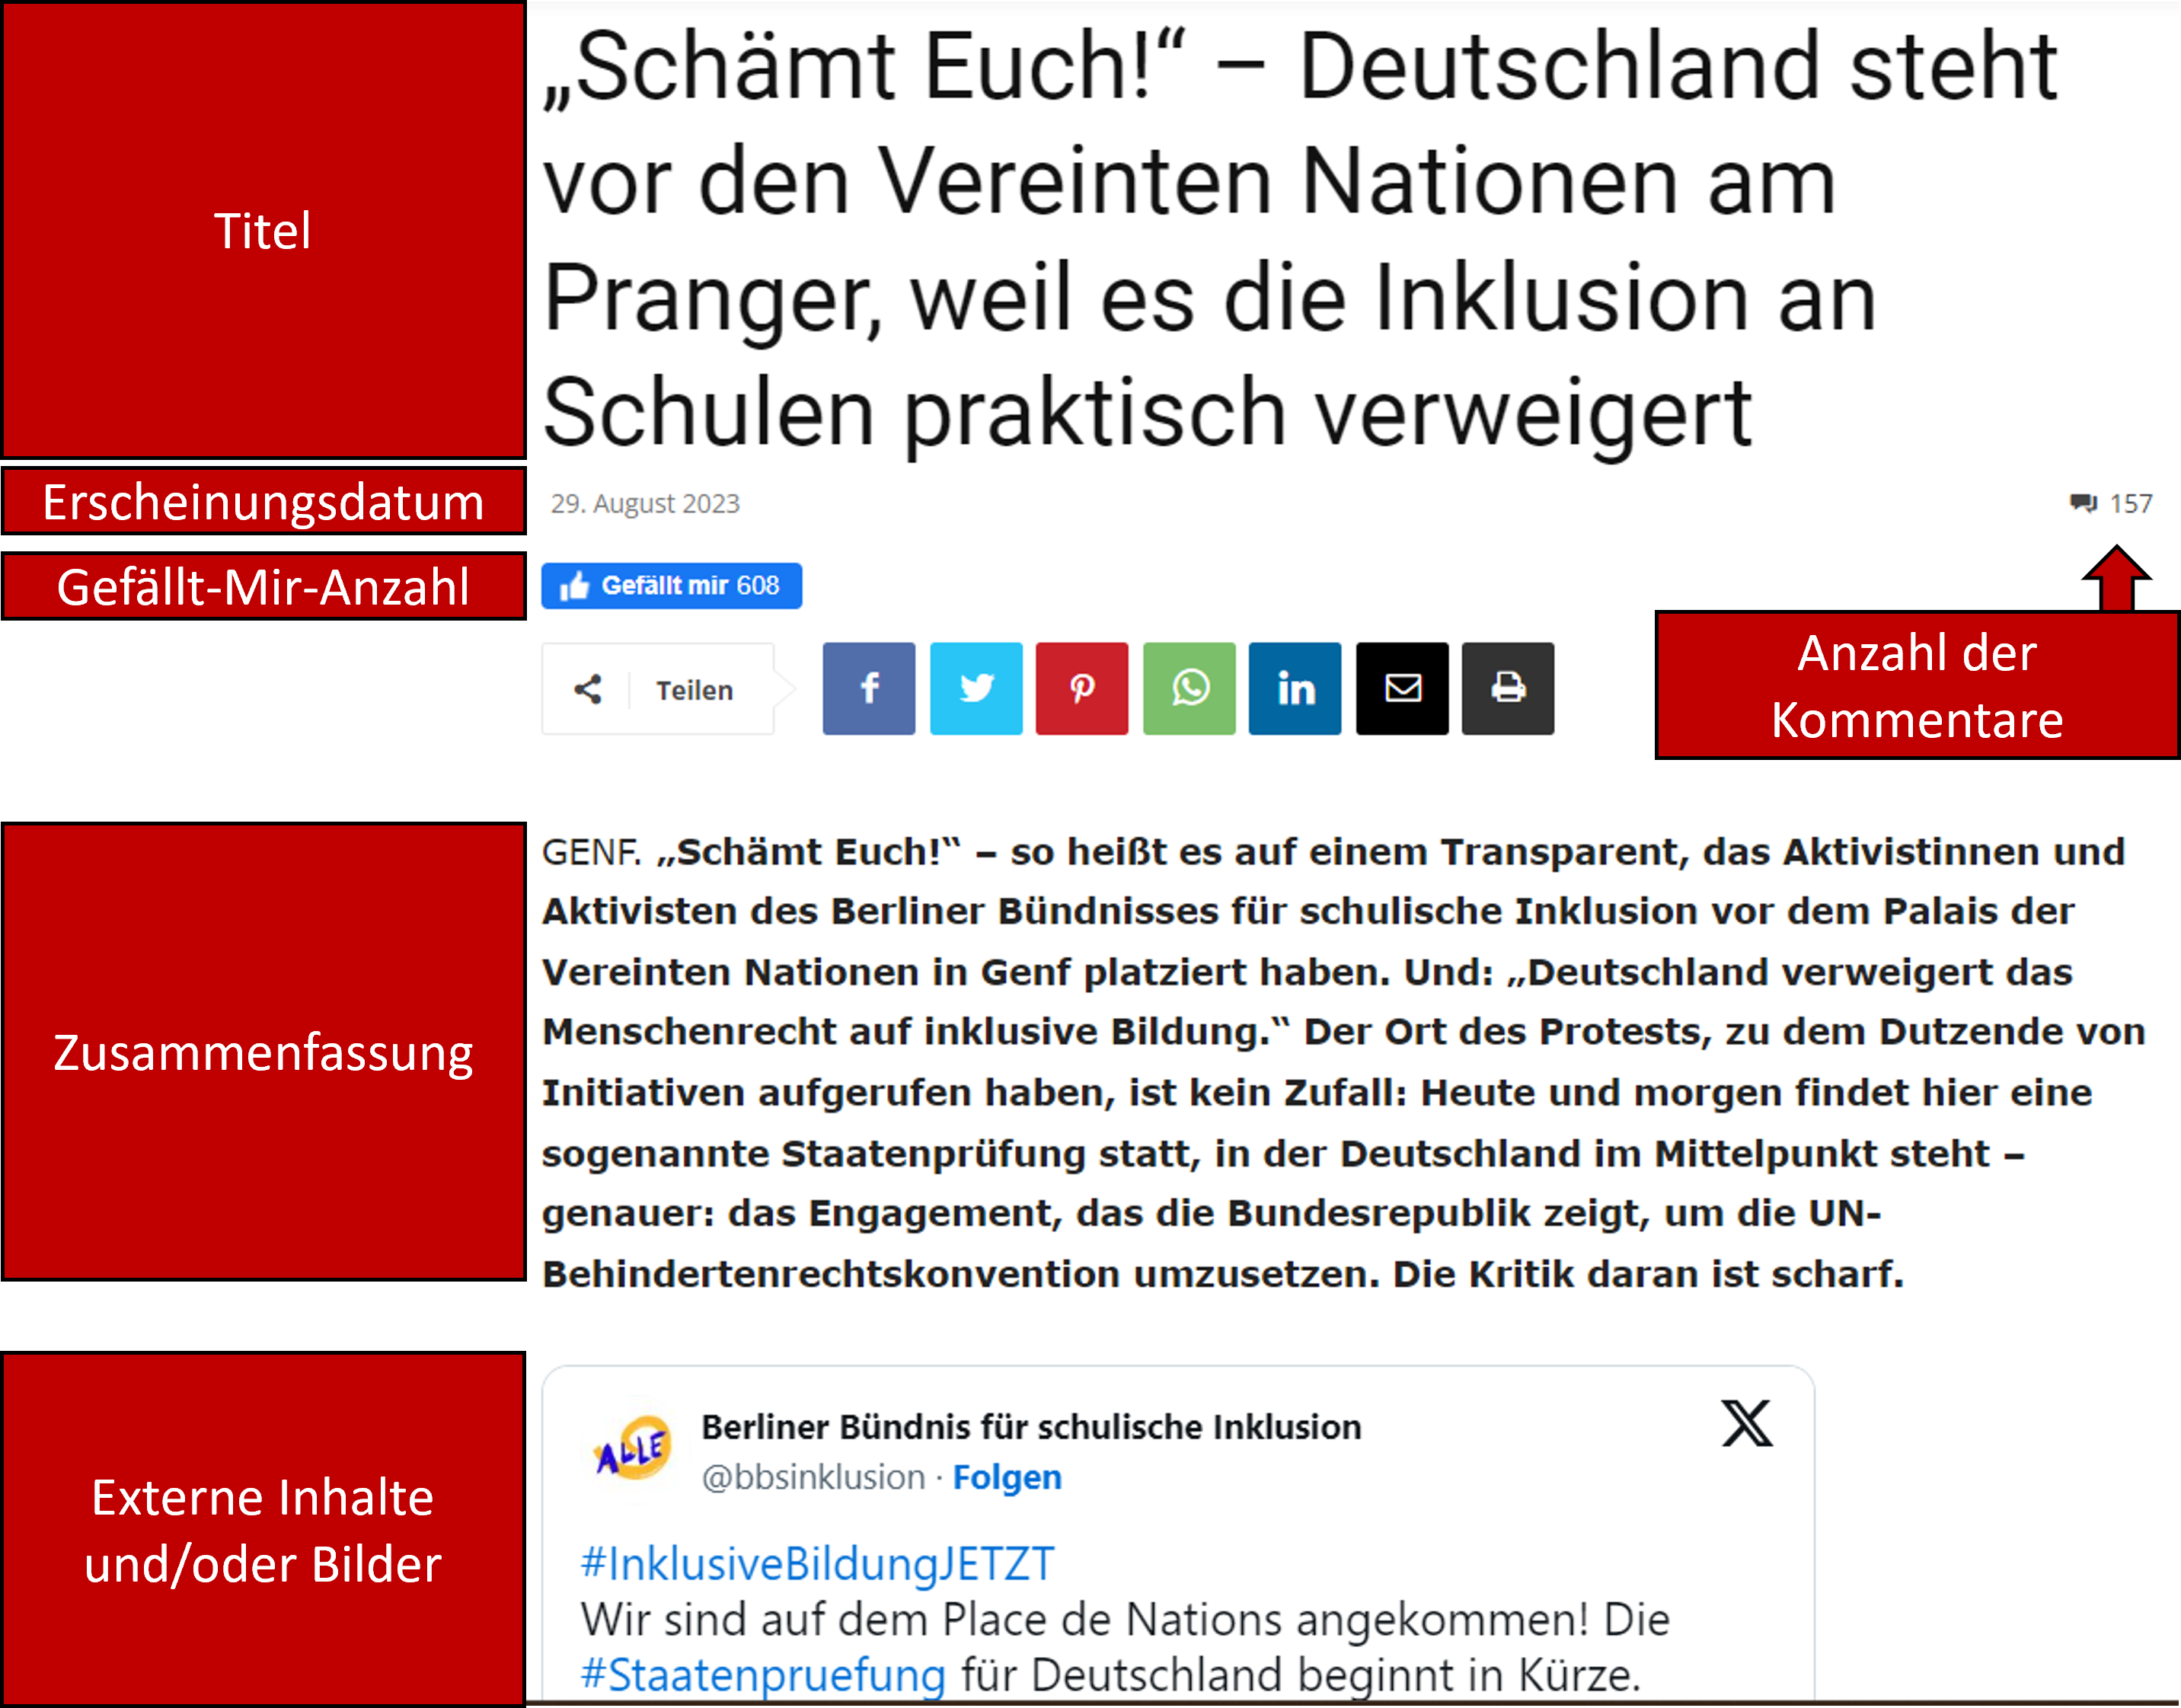 Titel
„Schämt Euch!“ – Deutschland steht
vor den Vereinten Nationen am
Pranger, weil es die Inklusion an
Schulen praktisch verweigert
Erscheinungsdatum
29. August 2023
157
Gefällt-Mir-Anzahl
Gefällt mir 608
Anzahl der
Kommentare
Teilen
f
in
Zusammenfassung
GENF. „Schämt Euch!“ – so heißt es auf einem Transparent, das Aktivistinnen und
Aktivisten des Berliner Bündnisses für schulische Inklusion vor dem Palais der
Vereinten Nationen in Genf platziert haben. Und: „Deutschland verweigert das
Menschenrecht auf inklusive Bildung.“ Der Ort des Protests, zu dem Dutzende von
Initiativen aufgerufen haben, ist kein Zufall: Heute und morgen findet hier eine
sogenannte Staatenprüfung statt, in der Deutschland im Mittelpunkt steht –
genauer: das Engagement, das die Bundesrepublik zeigt, um die UN-
Behindertenrechtskonvention umzusetzen. Die Kritik daran ist scharf.
Externe Inhalte
und/oder Bilder
ALLE
Berliner Bündnis für schulische Inklusion
@bbsinklusion · Folgen
#InklusiveBildungJETZT
Wir sind auf dem Place de Nations angekommen! Die
#Staatenpruefung für Deutschland beginnt in Kürze.